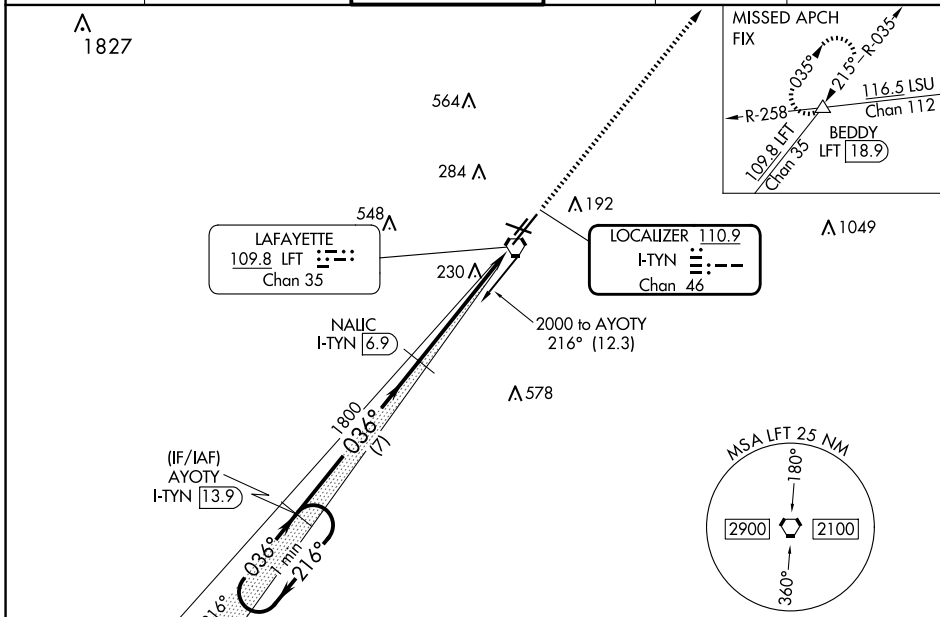 1827
564
284
548
192
1049
230
578
MISSED APCH
FIX
035°
215°
R-035
R-258
116.5 LSU
Chan 112
BEDDY
LFT 18.9
109.8 LFT
Chan 35
LAFAYETTE
109.8 LFT
Chan 35
LOCALIZER 110.9
I-TYN
Chan 46
NALIC
I-TYN 6.9
2000 to AYOTY
216° (12.3)
1800
036°
(7)
(IF/IAF)
AYOTY
I-TYN 13.9
036°
1 min
216°
216°
MSA LFT 25 NM
180°
2900
2100
360°